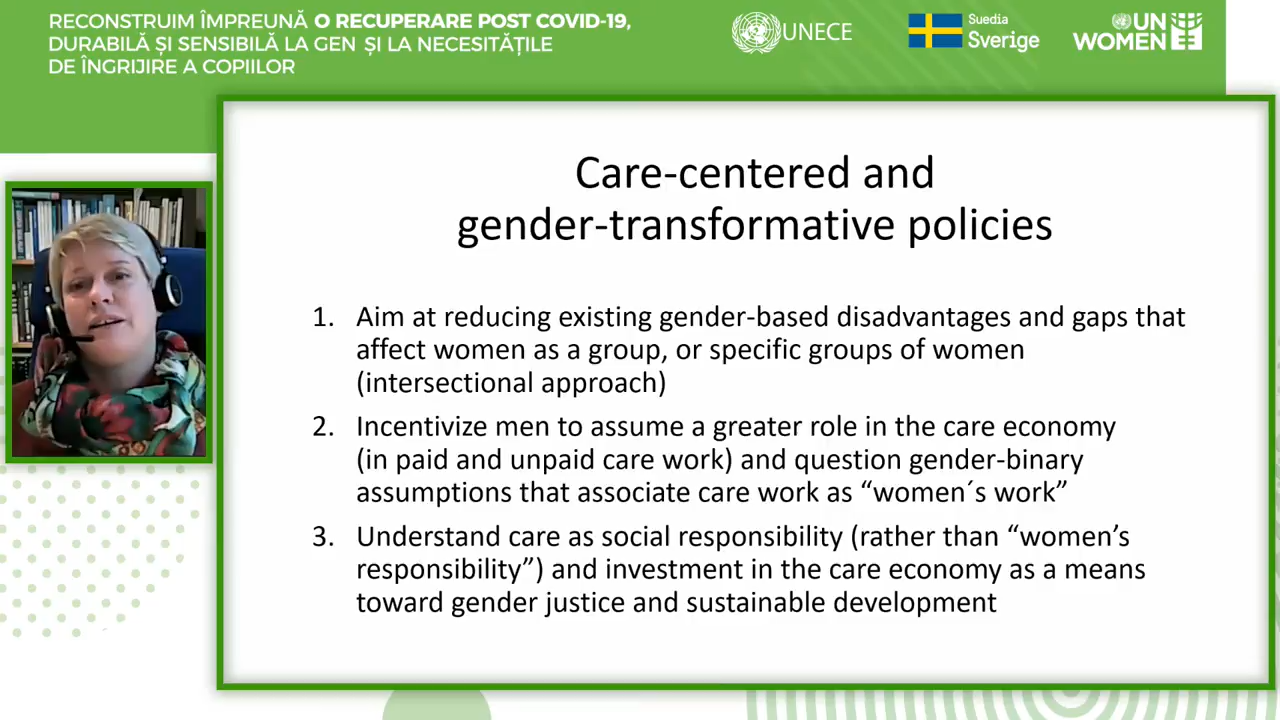 RECONSTRUIM ÎMPREUNĂ O RECUPERARE POST COVID-19,
DURABILĂ ȘI SENSIBILĂ LA GEN ȘI LA NECESITĂȚILE
DE ÎNGRIJIRE A COPIILOR
UNECE
Suedia
Sverige
UN
WOMEN
Care-centered and
gender-transformative policies
1. Aim at reducing existing gender-based disadvantages and gaps that
affect women as a group, or specific groups of women
(intersectional approach)
2. Incentivize men to assume a greater role in the care economy
(in paid and unpaid care work) and question gender-binary
assumptions that associate care work as “women´s work”
3. Understand care as social responsibility (rather than “women’s
responsibility”) and investment in the care economy as a means
toward gender justice and sustainable development